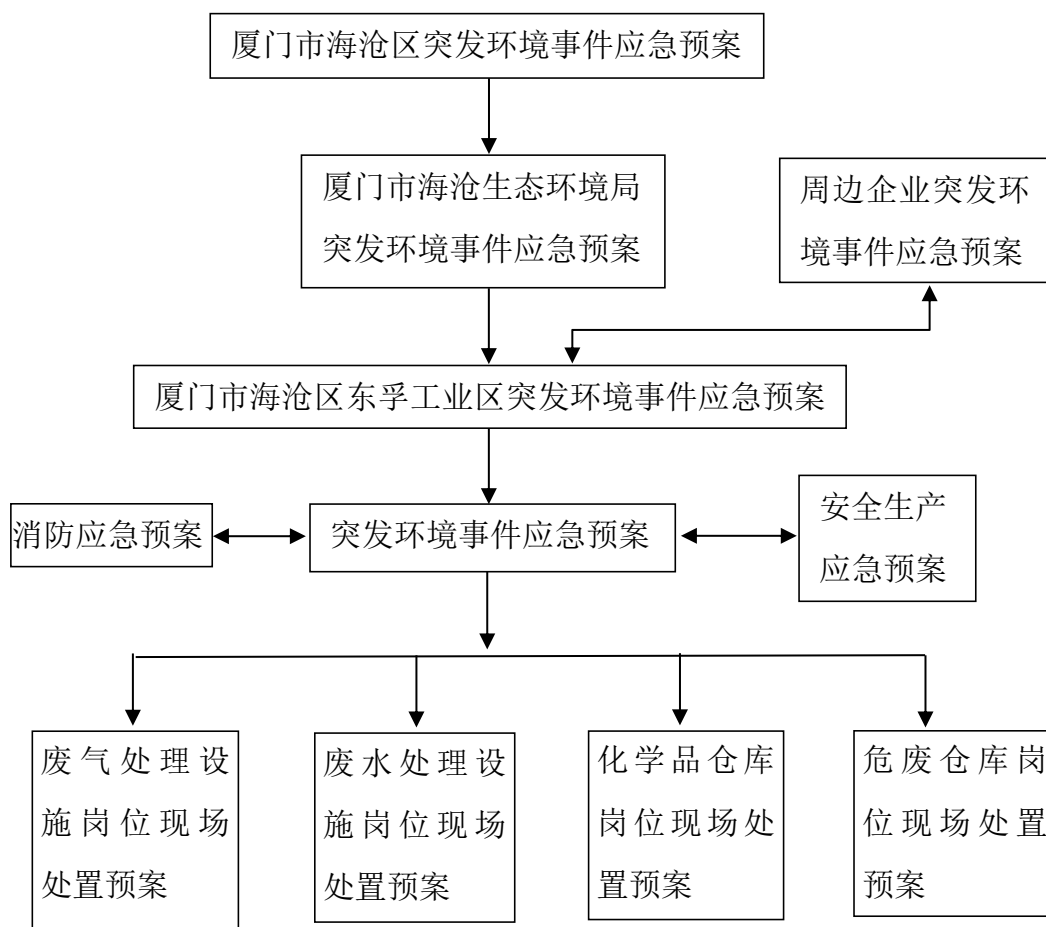 厦门市海沧区突发环境事件应急预案
厦门市海沧生态环境局
突发环境事件应急预案
周边企业突发环
境事件应急预案
厦门市海沧区东孚工业区突发环境事件应急预案
消防应急预案
突发环境事件应急预案
安全生产
应急预案
废气处理设
施岗位现场
处置预案
废水处理设
施岗位现场
处置预案
化学品仓库
岗位现场处
置预案
危废仓库岗
位现场处置
预案